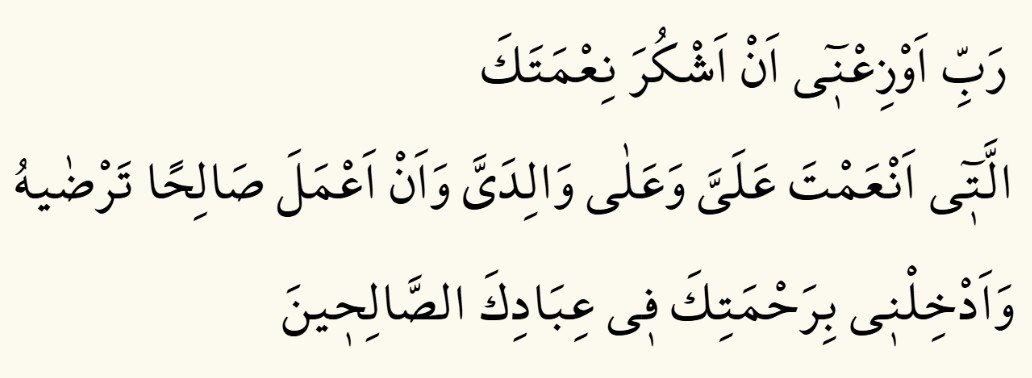 رَبِّ اَوْزِعْنٖٓى اَنْ اَشْكُرَ نِعْمَتَكَ
الَّتٖٓى اَنْعَمْتَ عَلَىَّ وَعَلٰى وَالِدَىَّ وَاَنْ اَعْمَلَ صَالِحًا تَرْضٰيهُ
وَاَدْخِلْنٖى بِرَحْمَتِكَ فٖى عِبَادِكَ الصَّالِحٖينَ